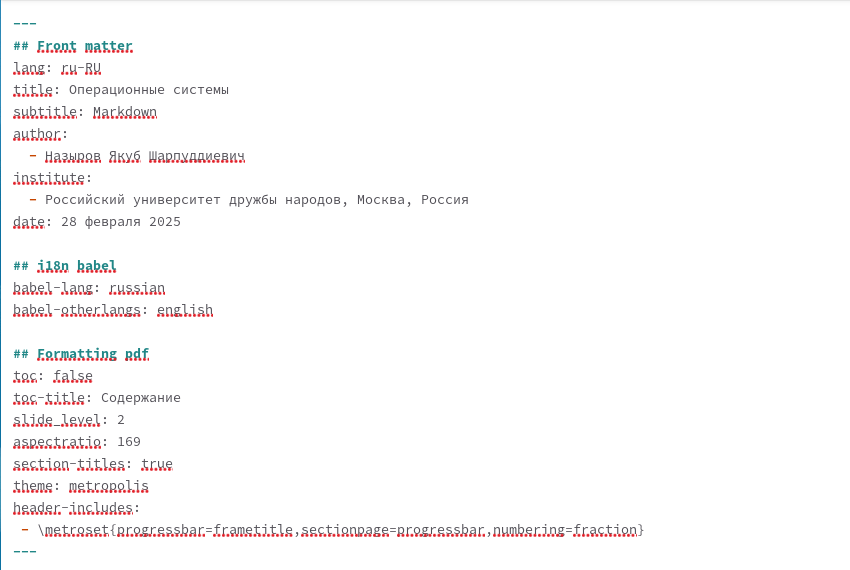 ---
## Front matter
lang: ru-RU
title: Операционные системы
subtitle: Markdown
author:
  - Назыров Якуб Шарпуддиевич
institute:
  - Российский университет дружбы народов, Москва, Россия
date: 28 февраля 2025

## i18n babel
babel-lang: russian
babel-otherlangs: english

## Formatting pdf
toc: false
toc-title: Содержание
slide_level: 2
aspectratio: 169
section-titles: true
theme: metropolis
header-includes:
 - \metroset{progressbar=frametitle,sectionpage=progressbar,numbering=fraction}
---